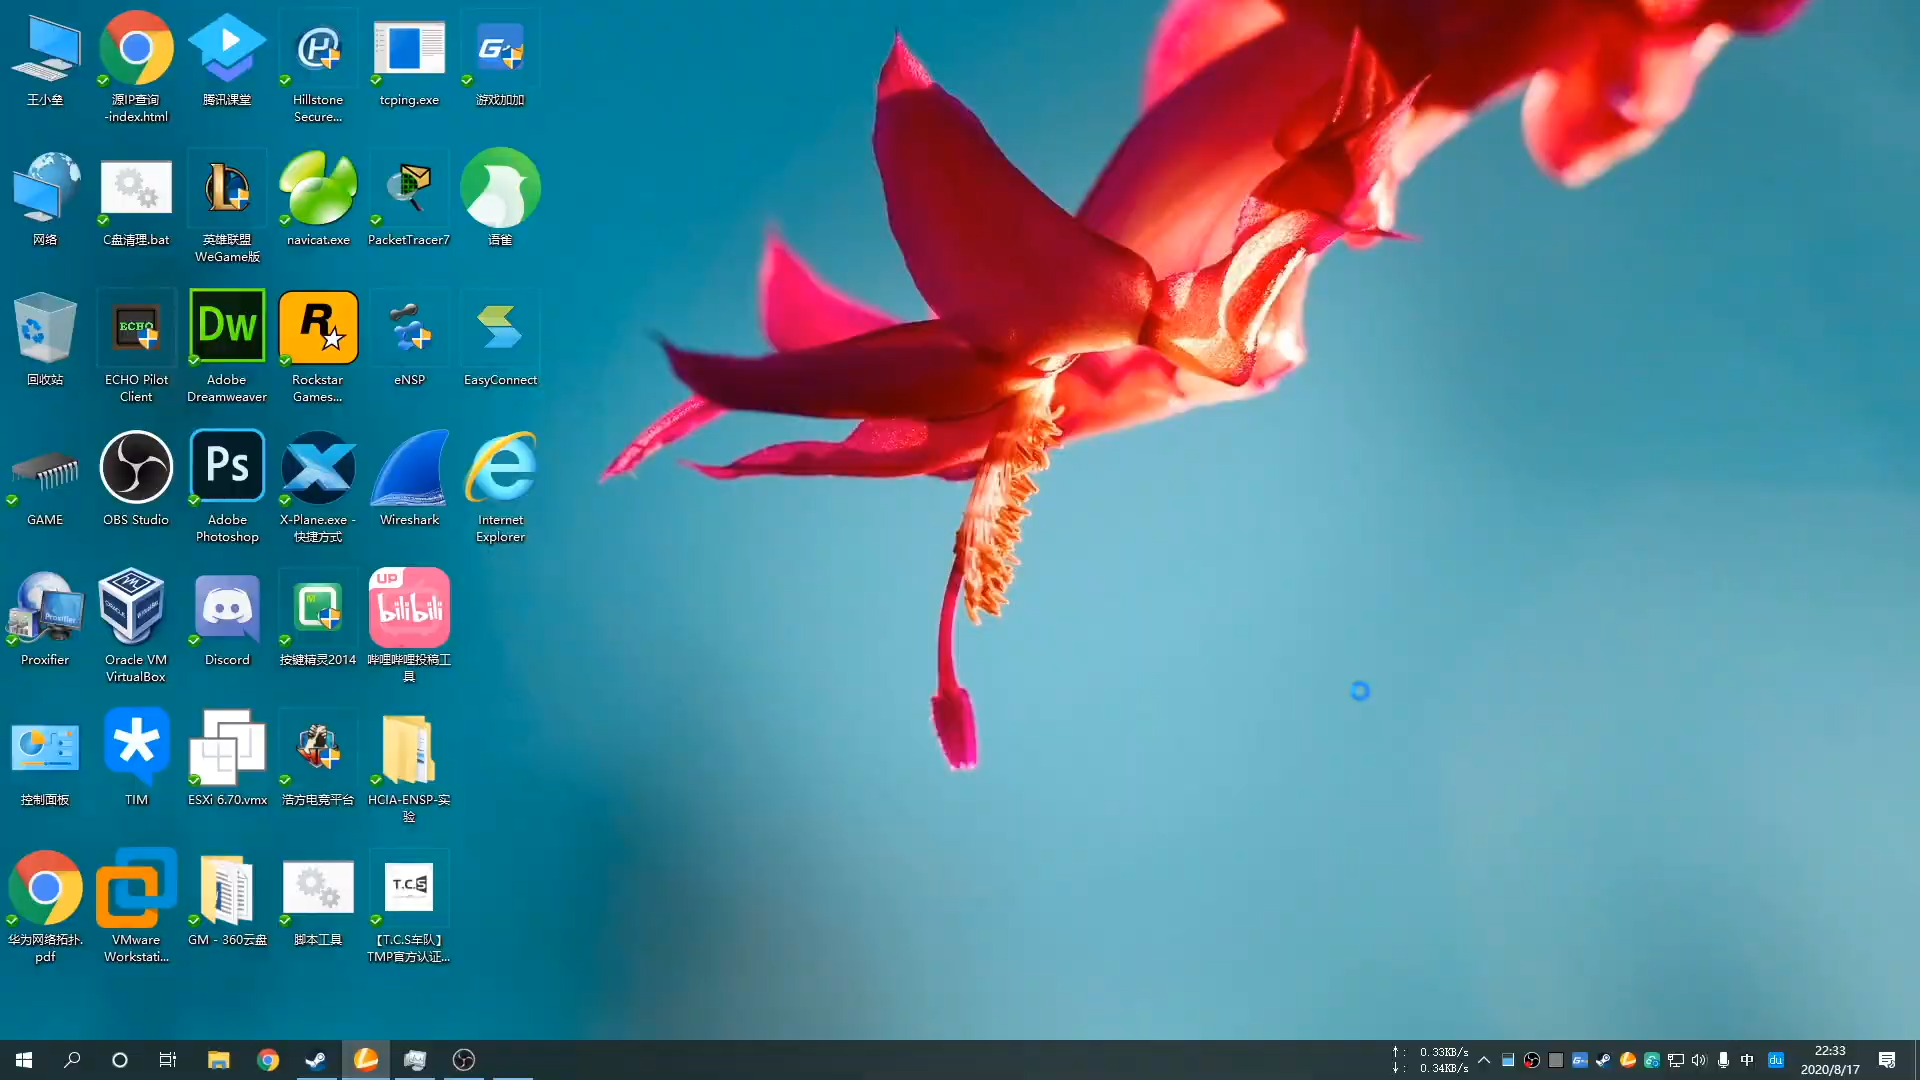 王小垒
源IP查询
-index.html
腾讯课堂
Hillstone
Secure...
tcping.exe
G+
游戏加加
网络
C盘清理.bat
英雄联盟
WeGame版
navicat.exe
PacketTracer7
语雀
回收站
ECHO
ECHO Pilot
Client
Dw
Adobe
Dreamweaver
R
Rockstar
Games...
eNSP
EasyConnect
GAME
OBS Studio
Ps
Adobe
Photoshop
X-Plane.exe -
快捷方式
Wireshark
Internet
Explorer
Proxifier
Proxifier
Oracle VM
VirtualBox
Discord
按键精灵2014
UP
bilibili
哔哩哔哩投稿工
具
控制面板
TIM
ESXi 6.70.vmx
浩方电竞平台
HCIA-ENSP-实
验
华为网络拓扑.
pdf
VMware
Workstati...
GM - 360云盘
脚本工具
T.C.S
【T.C.S车队】
TMP官方认证...
↑: 0.33KB/s
↓: 0.34KB/s
中
du
22:33
2020/8/17